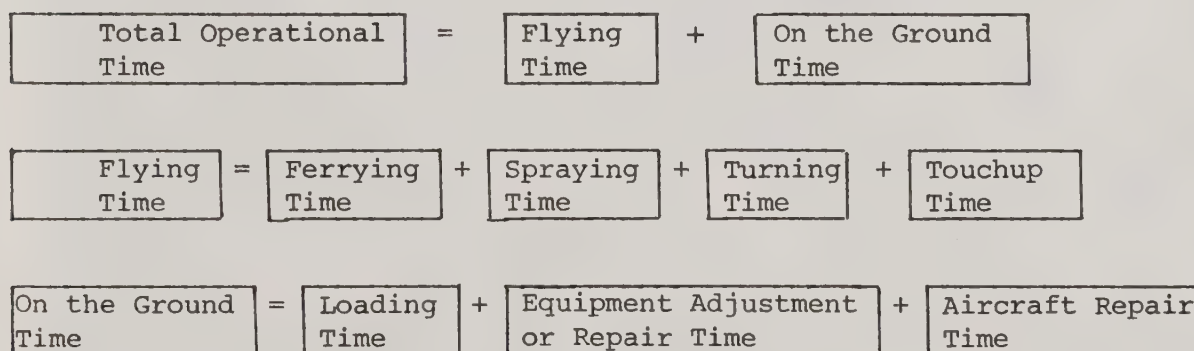 Total Operational Time = Flying Time + On the Ground Time
Flying Time = Ferrying Time + Spraying Time + Turning Time + Touchup Time
On the Ground Time = Loading Time + Equipment Adjustment or Repair Time + Aircraft Repair Time